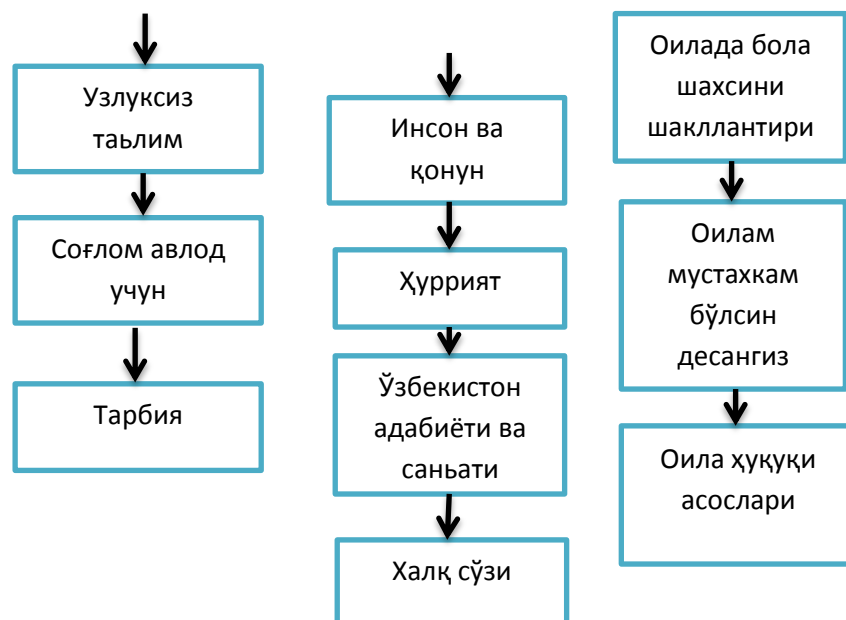 Узлуксиз
таьлим
Соғлом авлод
учун
Тарбия
Инсон ва
қонун
Ҳуррият
Ўзбекистон
адабиёти ва
саньати
Халқ сўзи
Оилада бола
шахсини
шакллантири
Оилам
мустахкам
бўлсин
десангиз
Оила ҳуқуқи
асослари